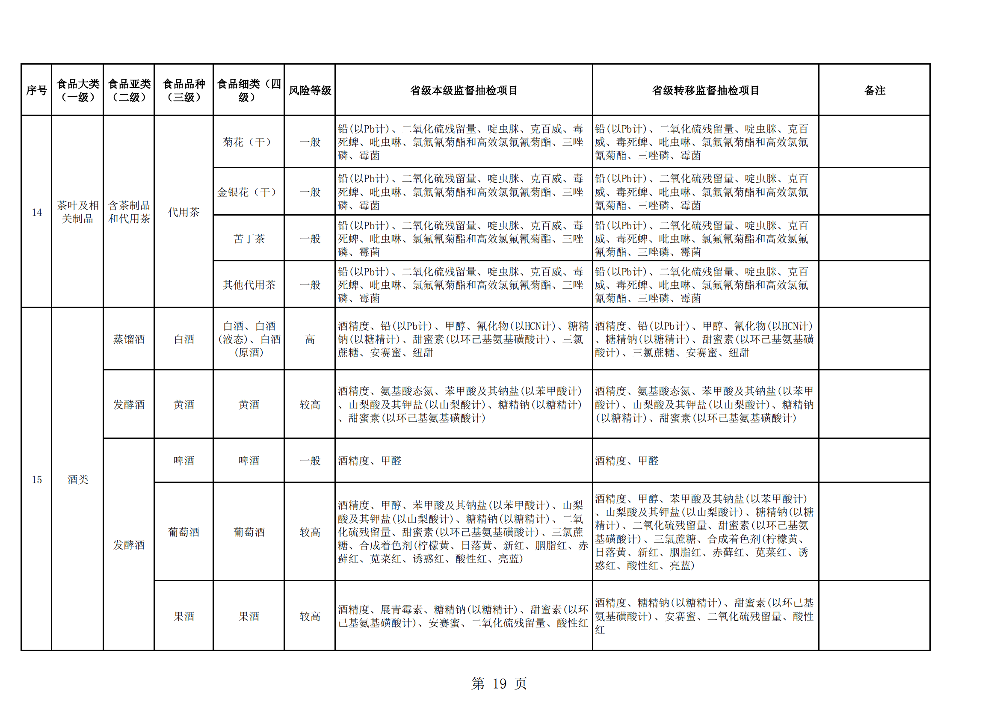 序号
食品大类
（一级）
食品亚类
（二级）
食品品种
（三级）
食品细类（四
级）
风险等级
省级本级监督抽检项目
省级转移监督抽检项目
备注
14
茶叶及相
关制品
含茶制品
和代用茶
代用茶
菊花（干）
一般
铅(以Pb计)、二氧化硫残留量、啶虫脒、克百威、毒
死蜱、吡虫啉、氯氟氰菊酯和高效氯氟氰菊酯、三唑
磷、霉菌
铅(以Pb计)、二氧化硫残留量、啶虫脒、克百
威、毒死蜱、吡虫啉、氯氟氰菊酯和高效氯氟
氰菊酯、三唑磷、霉菌
金银花（干）
一般
铅(以Pb计)、二氧化硫残留量、啶虫脒、克百威、毒
死蜱、吡虫啉、氯氟氰菊酯和高效氯氟氰菊酯、三唑
磷、霉菌
铅(以Pb计)、二氧化硫残留量、啶虫脒、克百
威、毒死蜱、吡虫啉、氯氟氰菊酯和高效氯氟
氰菊酯、三唑磷、霉菌
苦丁茶
一般
铅(以Pb计)、二氧化硫残留量、啶虫脒、克百威、毒
死蜱、吡虫啉、氯氟氰菊酯和高效氯氟氰菊酯、三唑
磷、霉菌
铅(以Pb计)、二氧化硫残留量、啶虫脒、克百
威、毒死蜱、吡虫啉、氯氟氰菊酯和高效氯氟
氰菊酯、三唑磷、霉菌
其他代用茶
一般
铅(以Pb计)、二氧化硫残留量、啶虫脒、克百威、毒
死蜱、吡虫啉、氯氟氰菊酯和高效氯氟氰菊酯、三唑
磷、霉菌
铅(以Pb计)、二氧化硫残留量、啶虫脒、克百
威、毒死蜱、吡虫啉、氯氟氰菊酯和高效氯氟
氰菊酯、三唑磷、霉菌
15
酒类
蒸馏酒
白酒
白酒、白酒
(液态)、白酒
(原酒)
高
酒精度、铅(以Pb计)、甲醇、氰化物(以HCN计)、糖精
钠(以糖精计)、甜蜜素(以环己基氨基磺酸计)、三氯
蔗糖、安赛蜜、纽甜
酒精度、铅(以Pb计)、甲醇、氰化物(以HCN计)
、糖精钠(以糖精计)、甜蜜素(以环己基氨基磺
酸计)、三氯蔗糖、安赛蜜、纽甜
发酵酒
黄酒
黄酒
较高
酒精度、氨基酸态氮、苯甲酸及其钠盐(以苯甲酸计)
、山梨酸及其钾盐(以山梨酸计)、糖精钠(以糖精计)
、甜蜜素(以环己基氨基磺酸计)
酒精度、氨基酸态氮、苯甲酸及其钠盐(以苯甲
酸计)、山梨酸及其钾盐(以山梨酸计)、糖精钠
(以糖精计)、甜蜜素(以环己基氨基磺酸计)
发酵酒
啤酒
啤酒
一般
酒精度、甲醛
酒精度、甲醛
葡萄酒
葡萄酒
较高
酒精度、甲醇、苯甲酸及其钠盐(以苯甲酸计)、山梨
酸及其钾盐(以山梨酸计)、糖精钠(以糖精计)、二氧
化硫残留量、甜蜜素(以环己基氨基磺酸计)、三氯蔗
糖、合成着色剂(柠檬黄、日落黄、新红、胭脂红、赤
藓红、苋菜红、诱惑红、酸性红、亮蓝)
酒精度、甲醇、苯甲酸及其钠盐(以苯甲酸计)
、山梨酸及其钾盐(以山梨酸计)、糖精钠(以糖
精计)、二氧化硫残留量、甜蜜素(以环己基氨
基磺酸计)、三氯蔗糖、合成着色剂(柠檬黄、
日落黄、新红、胭脂红、赤藓红、苋菜红、诱
惑红、酸性红、亮蓝)
果酒
果酒
较高
酒精度、展青霉素、糖精钠(以糖精计)、甜蜜素(以环
己基氨基磺酸计)、安赛蜜、二氧化硫残留量、酸性红
酒精度、糖精钠(以糖精计)、甜蜜素(以环己基
氨基磺酸计)、安赛蜜、二氧化硫残留量、酸性
红
第 19 页